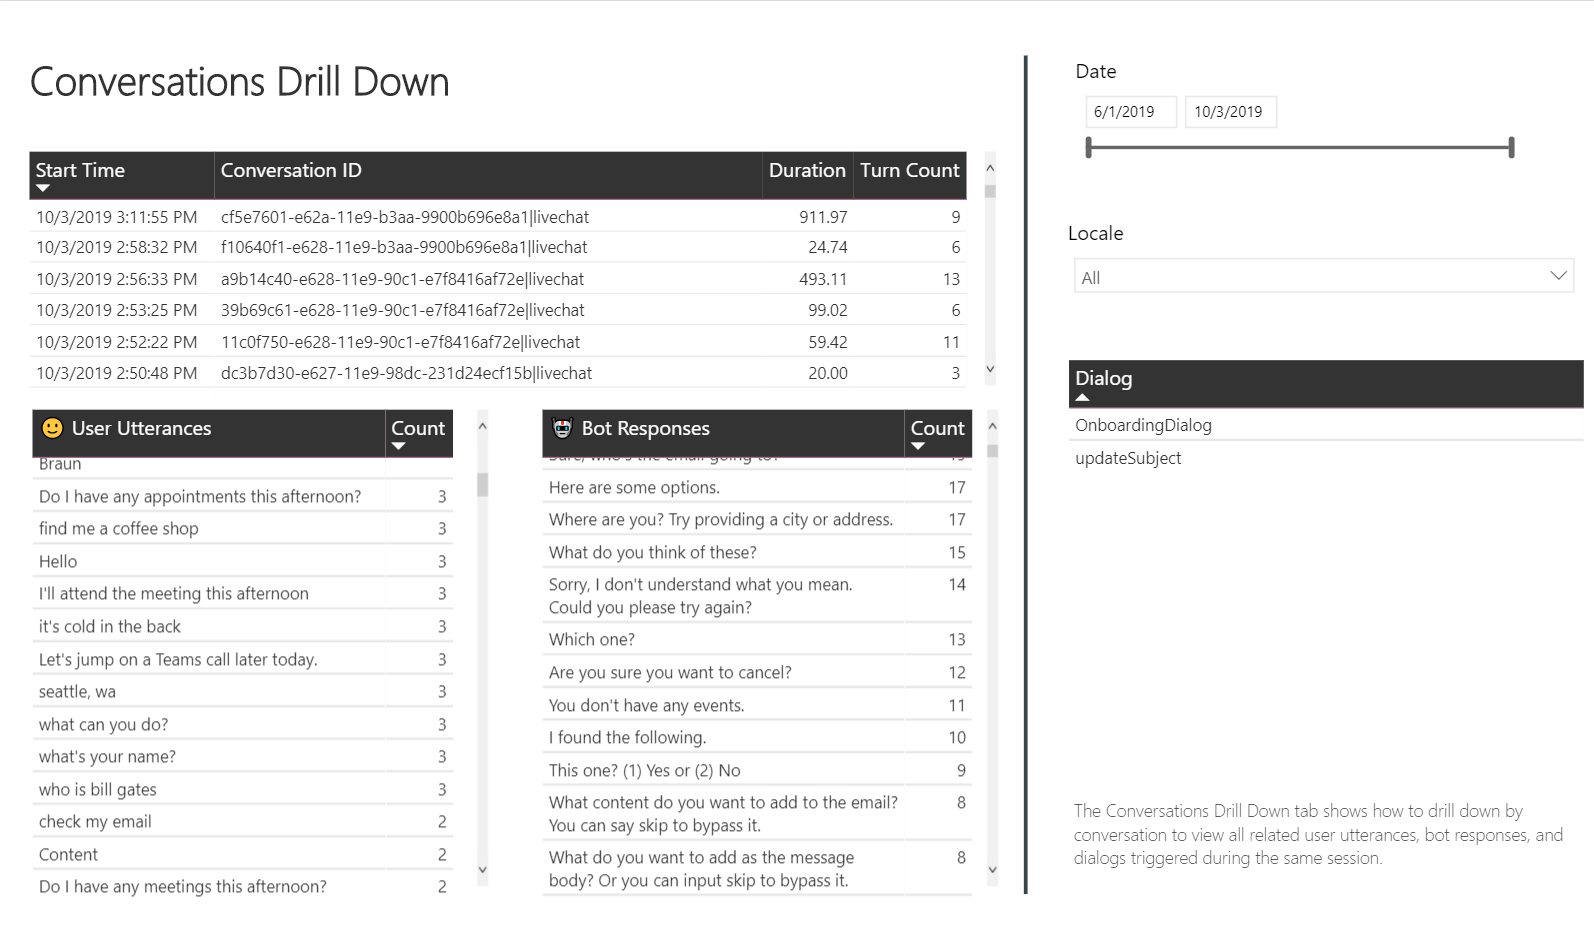 Conversations Drill Down
Start Time Conversation ID Duration Turn Count
10/3/2019 3:11:55 PM cf5e7601-e62a-11e9-b3aa-9900b696e8a1|livechat 911.97 9
10/3/2019 2:58:32 PM f10640f1-e628-11e9-b3aa-9900b696e8a1|livechat 24.74 6
10/3/2019 2:56:33 PM a9b14c40-e628-11e9-90c1-e7f8416af72e|livechat 493.11 13
10/3/2019 2:53:25 PM 39b69c61-e628-11e9-90c1-e7f8416af72e|livechat 99.02 6
10/3/2019 2:52:22 PM 11c0f750-e628-11e9-90c1-e7f8416af72e|livechat 59.42 11
10/3/2019 2:50:48 PM dc3b7d30-e627-11e9-98dc-231d24ecf15b|livechat 20.00 3
User Utterances Count
Braun
Do I have any appointments this afternoon? 3
find me a coffee shop 3
Hello 3
I'll attend the meeting this afternoon 3
it's cold in the back 3
Let's jump on a Teams call later today. 3
seattle, wa 3
what can you do? 3
what's your name? 3
who is bill gates 3
check my email 2
Content 2
Do I have any meetings this afternoon? 2
Bot Responses Count
Sure, who's the email going to?
Here are some options. 17
Where are you? Try providing a city or address. 17
What do you think of these? 15
Sorry, I don't understand what you mean. 14
Could you please try again?
Which one? 13
Are you sure you want to cancel? 12
You don't have any events. 11
I found the following. 10
This one? (1) Yes or (2) No 9
What content do you want to add to the email? 8
You can say skip to bypass it.
What do you want to add as the message 8
body? Or you can input skip to bypass it.
Date
6/1/2019 10/3/2019
Locale
All
Dialog
OnboardingDialog
updateSubject
The Conversations Drill Down tab shows how to drill down by
conversation to view all related user utterances, bot responses, and
dialogs triggered during the same session.